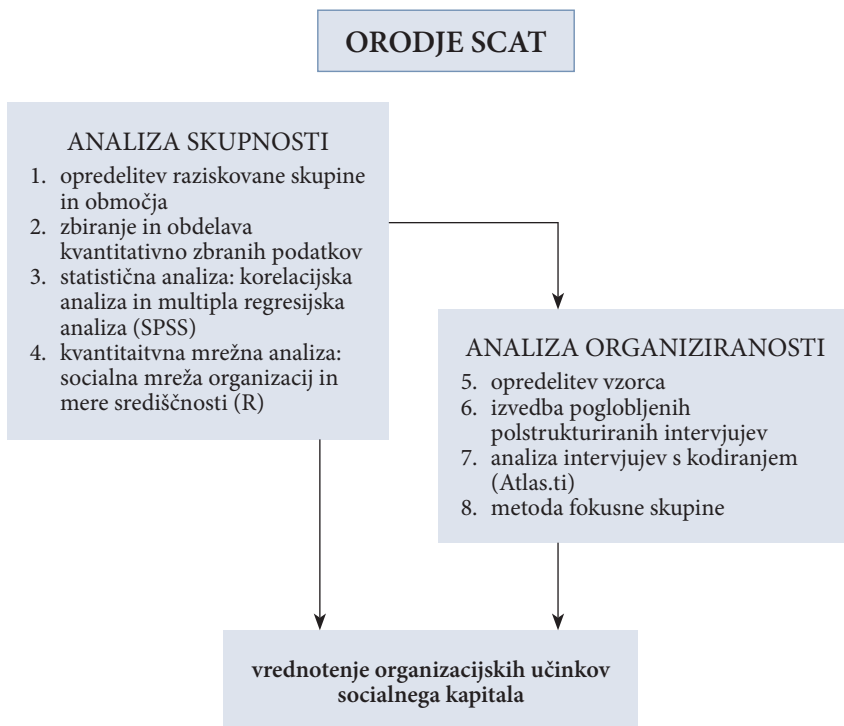 ORODJE SCAT
ANALIZA SKUPNOSTI
1. opredelitev raziskovane skupine
in območja
2. zbiranje in obdelava
kvantitativno zbranih podatkov
3. statistična analiza: korelacijska
analiza in multipla regresijska
analiza (SPSS)
4. kvantitaitvna mrežna analiza:
socialna mreža organizacij in
mere središčnosti (R)
ANALIZA ORGANIZIRANOSTI
5. opredelitev vzorca
6. izvedba poglobljenih
polstrukturiranih intervjujev
7. analiza intervjujev s kodiranjem
(Atlas.ti)
8. metoda fokusne skupine
vrednotenje organizacijskih učinkov
socialnega kapitala